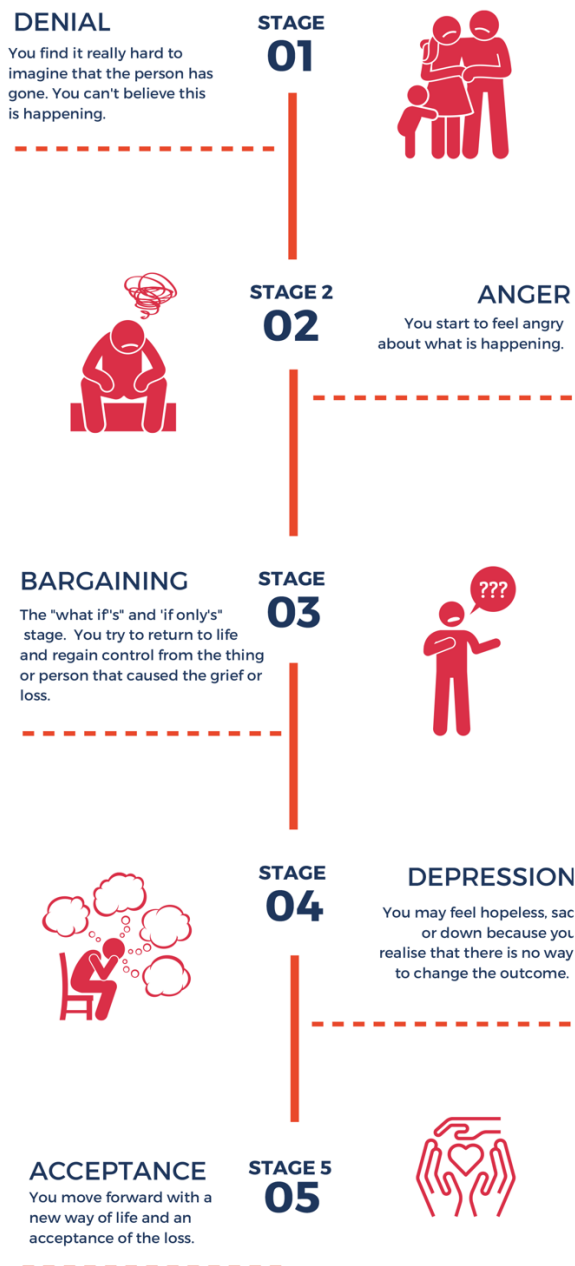 DENIAL
You find it really hard to
imagine that the person has
gone. You can't believe this
is happening.
STAGE
01
STAGE 2
02
ANGER
You start to feel angry
about what is happening.
BARGAINING
The "what if"s" and 'if only's"
stage.  You try to return to life
and regain control from the thing
or person that caused the grief or
loss.
STAGE
03
???
STAGE
04
DEPRESSION
You may feel hopeless, sad
or down because you
realise that there is no way
to change the outcome.
ACCEPTANCE
You move forward with a
new way of life and an
acceptance of the loss.
STAGE 5
05